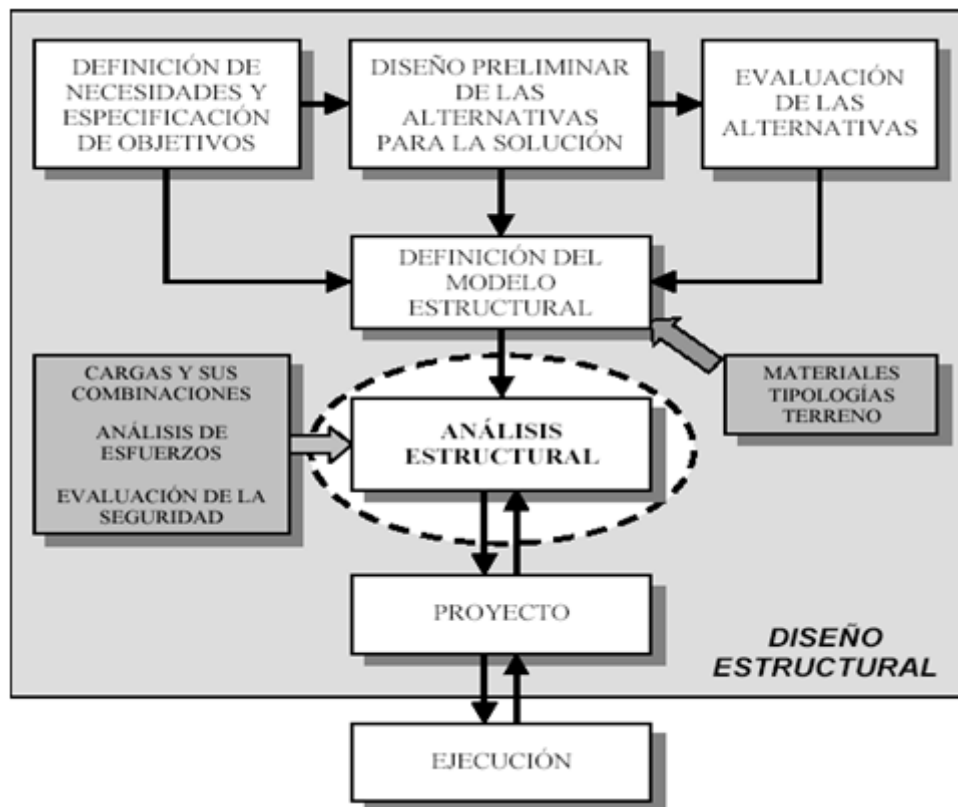 DEFINICIÓN DE
NECESIDADES Y
ESPECIFICACIÓN
DE OBJETIVOS
DISEÑO PRELIMINAR
DE LAS
ALTERNATIVAS
PARA LA SOLUCIÓN
EVALUACIÓN
DE LAS
ALTERNATIVAS
DEFINICIÓN DEL
MODELO
ESTRUCTURAL
CARGAS Y SUS
COMBINACIONES
ANÁLISIS DE
ESFUERZOS
EVALUACIÓN DE LA
SEGURIDAD
MATERIALES
TIPOLOGÍAS
TERRENO
ANÁLISIS
ESTRUCTURAL
PROYECTO
DISEÑO
ESTRUCTURAL
EJECUCIÓN